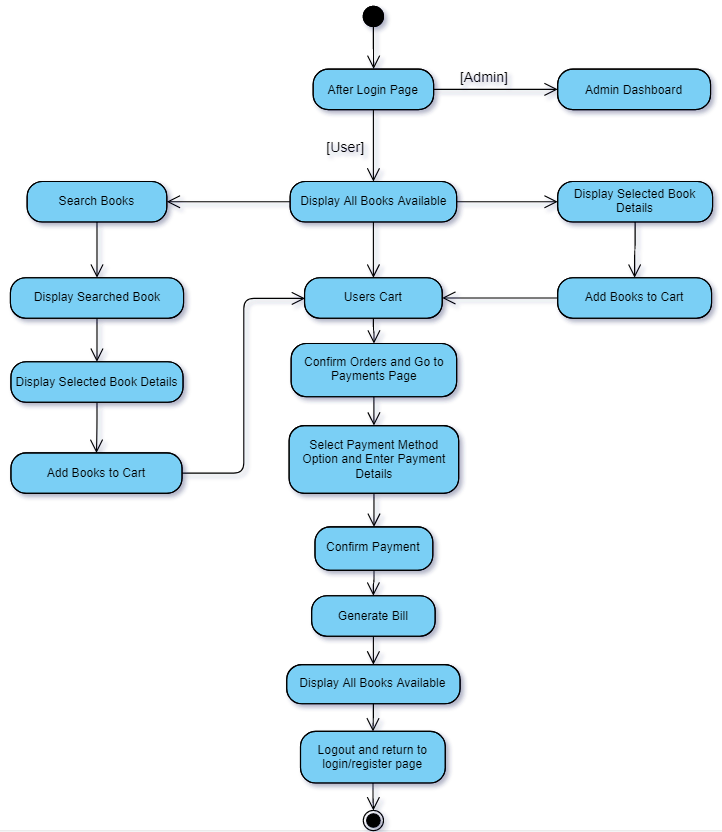 [Admin]
After Login Page
Admin Dashboard
[User]
Search Books
Display All Books Available
Display Selected Book
Details
Display Searched Book
Users Cart
Add Books to Cart
Confirm Orders and Go to
Payments Page
Display Selected Book Details
Select Payment Method
Option and Enter Payment
Details
Add Books to Cart
Confirm Payment
Generate Bill
Display All Books Available
Logout and return to
login/register page